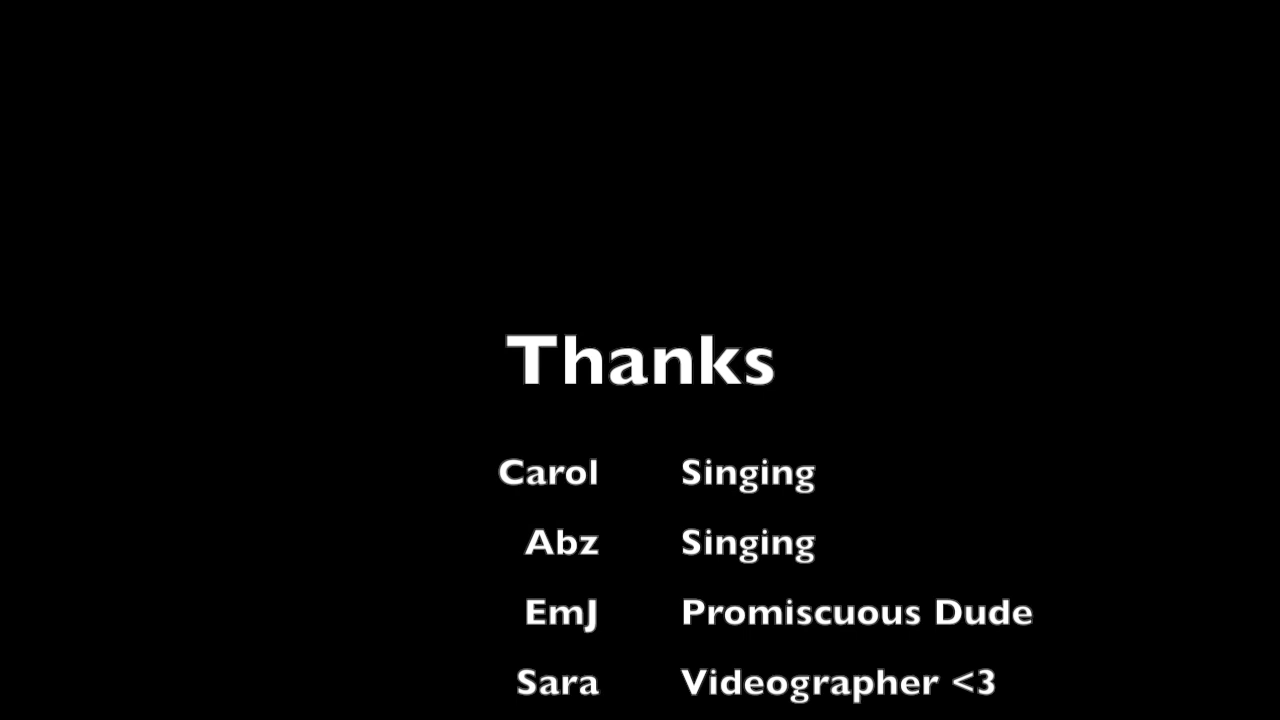 Thanks
Carol Singing
Abz Singing
EmJ Promiscuous Dude
Sara Videographer <3